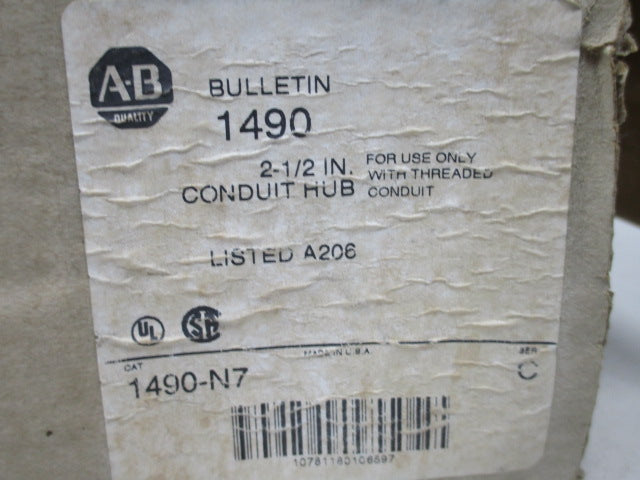 A-B
QUALITY
BULLETIN
1490
2-1/2 IN.
CONDUIT HUB
FOR USE ONLY
WITH THREADED
CONDUIT
LISTED A206
UL
SA
MADE IN U.S.A.
CAT
1490-N7
SER
C
10781180106597